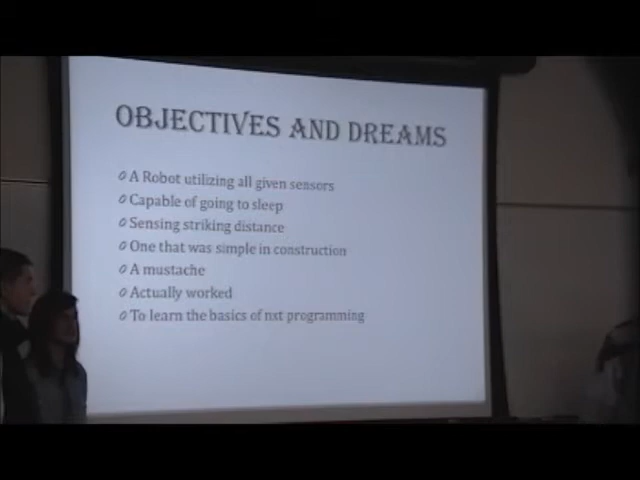 OBJECTIVES AND DREAMS
A Robot utilizing all given sensors
Capable of going to sleep
Sensing striking distance
One that was simple in construction
A mustache
Actually worked
To learn the basics of nxt programming